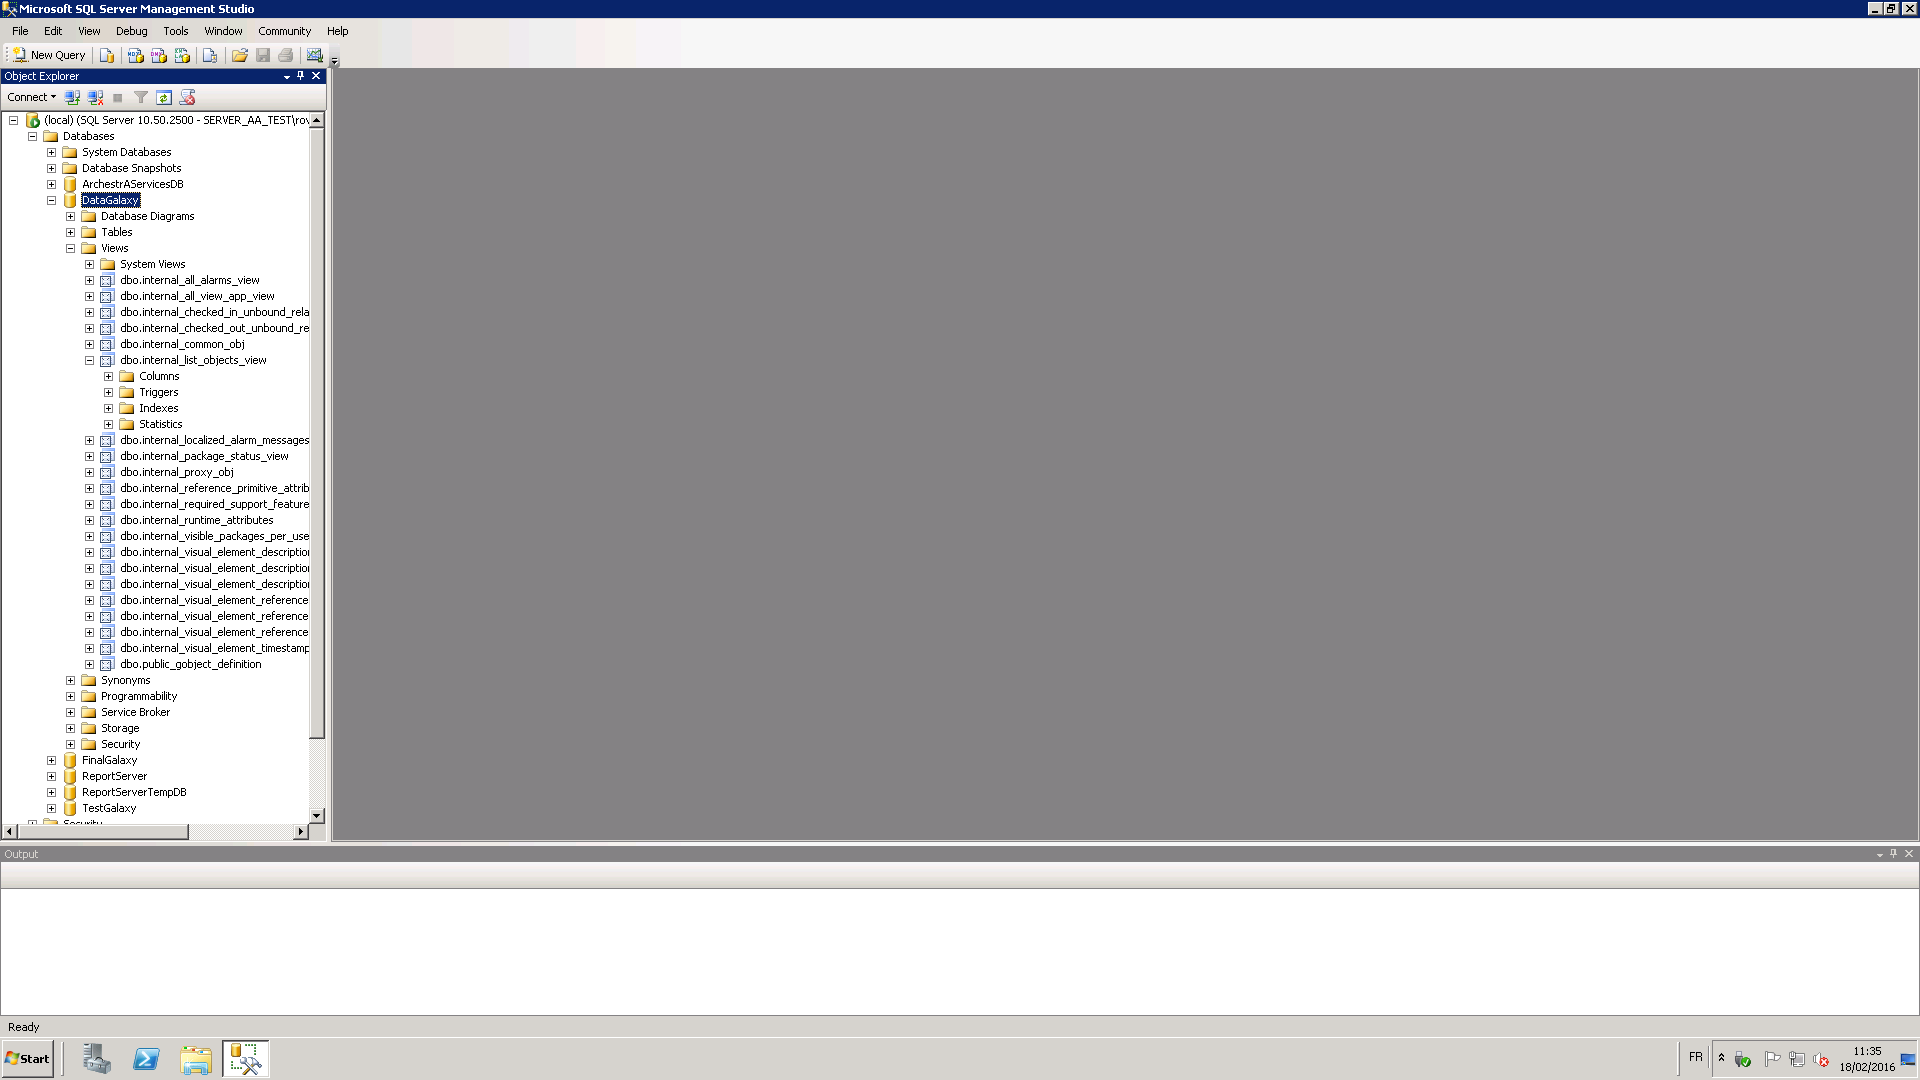 Microsoft SQL Server Management Studio
File Edit View Debug Tools Window Community Help
New Query
Object Explorer
Connect
(local) (SQL Server 10.50.2500 - SERVER_AA_TEST\rov
Databases
System Databases
Database Snapshots
ArchestrAServicesDB
DataGalaxy
Database Diagrams
Tables
Views
System Views
dbo.internal_all_alarms_view
dbo.internal_all_view_app_view
dbo.internal_checked_in_unbound_rela
dbo.internal_checked_out_unbound_re
dbo.internal_common_obj
dbo.internal_list_objects_view
Columns
Triggers
Indexes
Statistics
dbo.internal_localized_alarm_messages
dbo.internal_package_status_view
dbo.internal_proxy_obj
dbo.internal_reference_primitive_attrib
dbo.internal_required_support_feature
dbo.internal_runtime_attributes
dbo.internal_visible_packages_per_use
dbo.internal_visual_element_description
dbo.internal_visual_element_description
dbo.internal_visual_element_description
dbo.internal_visual_element_reference
dbo.internal_visual_element_reference
dbo.internal_visual_element_reference
dbo.internal_visual_element_timestamp
dbo.public_gobject_definition
Synonyms
Programmability
Service Broker
Storage
Security
FinalGalaxy
ReportServer
ReportServerTempDB
TestGalaxy
Security
Output
Ready
Start
FR
11:35
18/02/2016